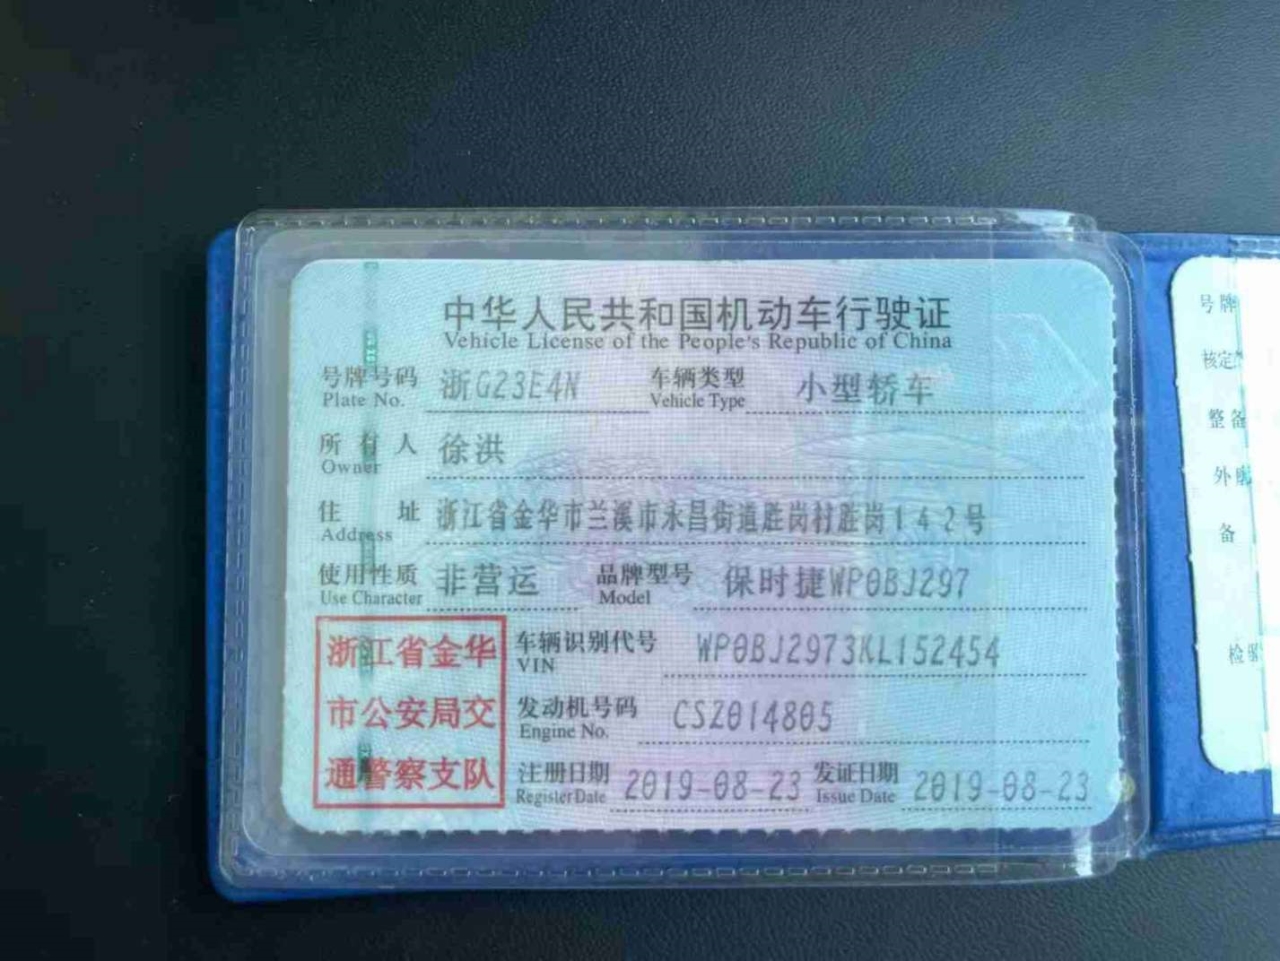 中华人民共和国机动车行驶证
Vehicle License of the People's Republic of China
号牌号码 浙G23E4N 车辆类型 小型轿车
Plate No. Vehicle Type
所有人 徐洪
Owner
住址 浙江省金华市兰溪市永昌街道胜岗村胜岗142号
Address
使用性质 非营运 品牌型号 保时捷WP0BJ297
Use Character Model
浙江省金华
市公安局交
通警察支队
车辆识别代号 WP0BJ2973KL152454
VIN
发动机号码 CSZ014805
Engine No.
注册日期 2019-08-23 发证日期 2019-08-23
Register Date Issue Date
号牌
核定
整备
外廓
备
检验